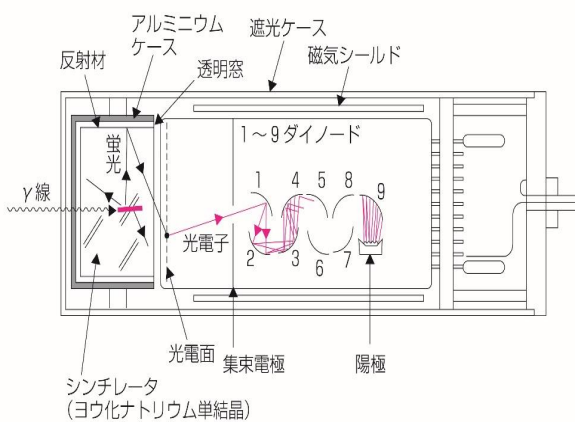 アルミニウム
ケース
遮光ケース
反射材
透明窓
磁気シールド
蛍光
1～9ダイノード
γ線
1
4
5
8
9
光電子
2
3
6
7
光電面
集束電極
陽極
シンチレータ
（ヨウ化ナトリウム単結晶）